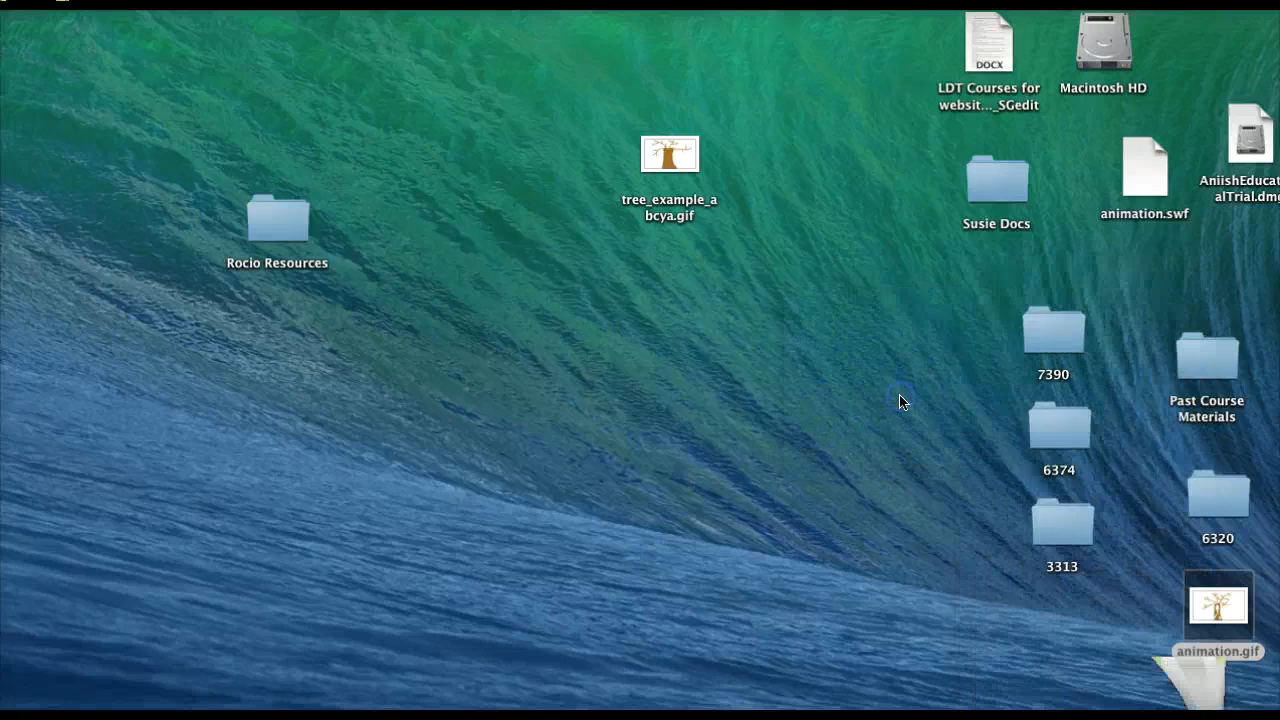 DOCX
LDT Courses for
websit..._SGedit
Macintosh HD
tree_example_a
bcya.gif
Susie Docs
animation.swf
AniishEducat
alTrial.dmg
Rocio Resources
7390
Past Course
Materials
6374
6320
3313
animation.gif